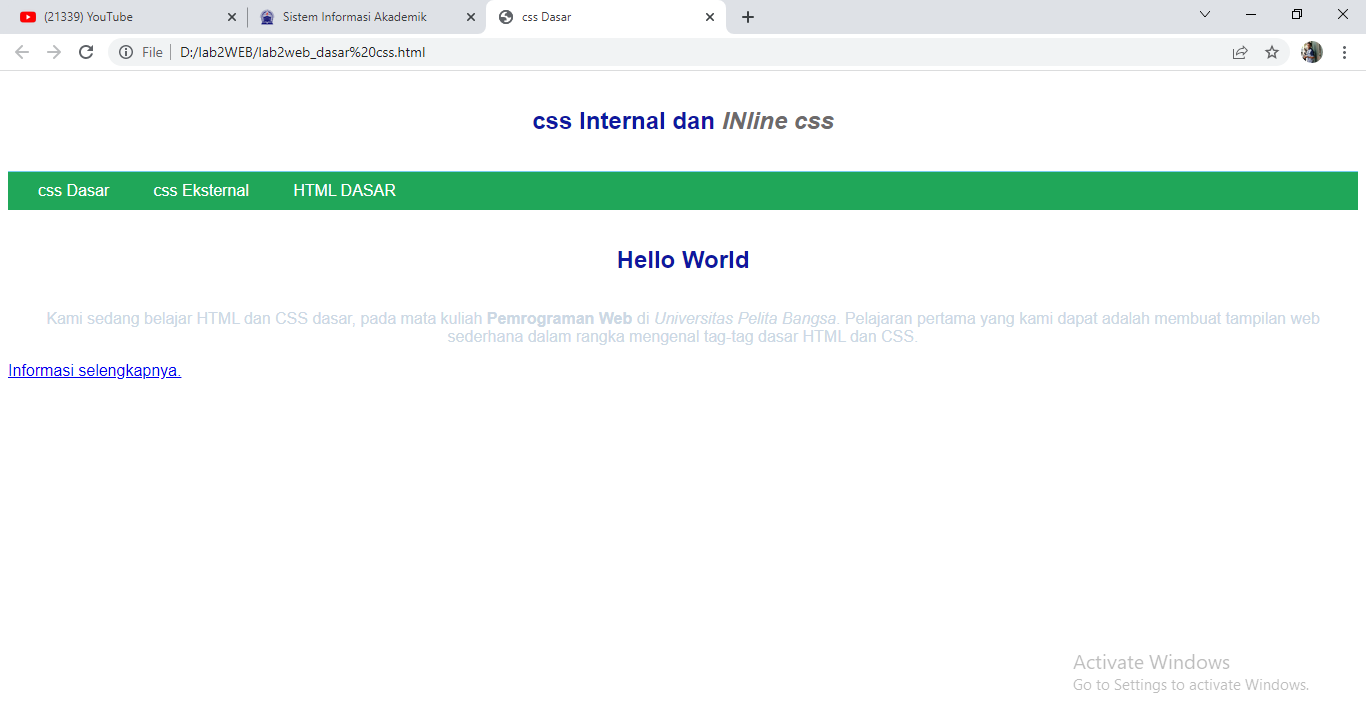 (21339) YouTube
Sistem Informasi Akademik
css Dasar
File
D:/lab2WEB/lab2web_dasar%20css.html
css Internal dan INline css
css Dasar
css Eksternal
HTML DASAR
Hello World
Kami sedang belajar HTML dan CSS dasar, pada mata kuliah Pemrograman Web di Universitas Pelita Bangsa. Pelajaran pertama yang kami dapat adalah membuat tampilan web
sederhana dalam rangka mengenal tag-tag dasar HTML dan CSS.
Informasi selengkapnya.
Activate Windows
Go to Settings to activate Windows.